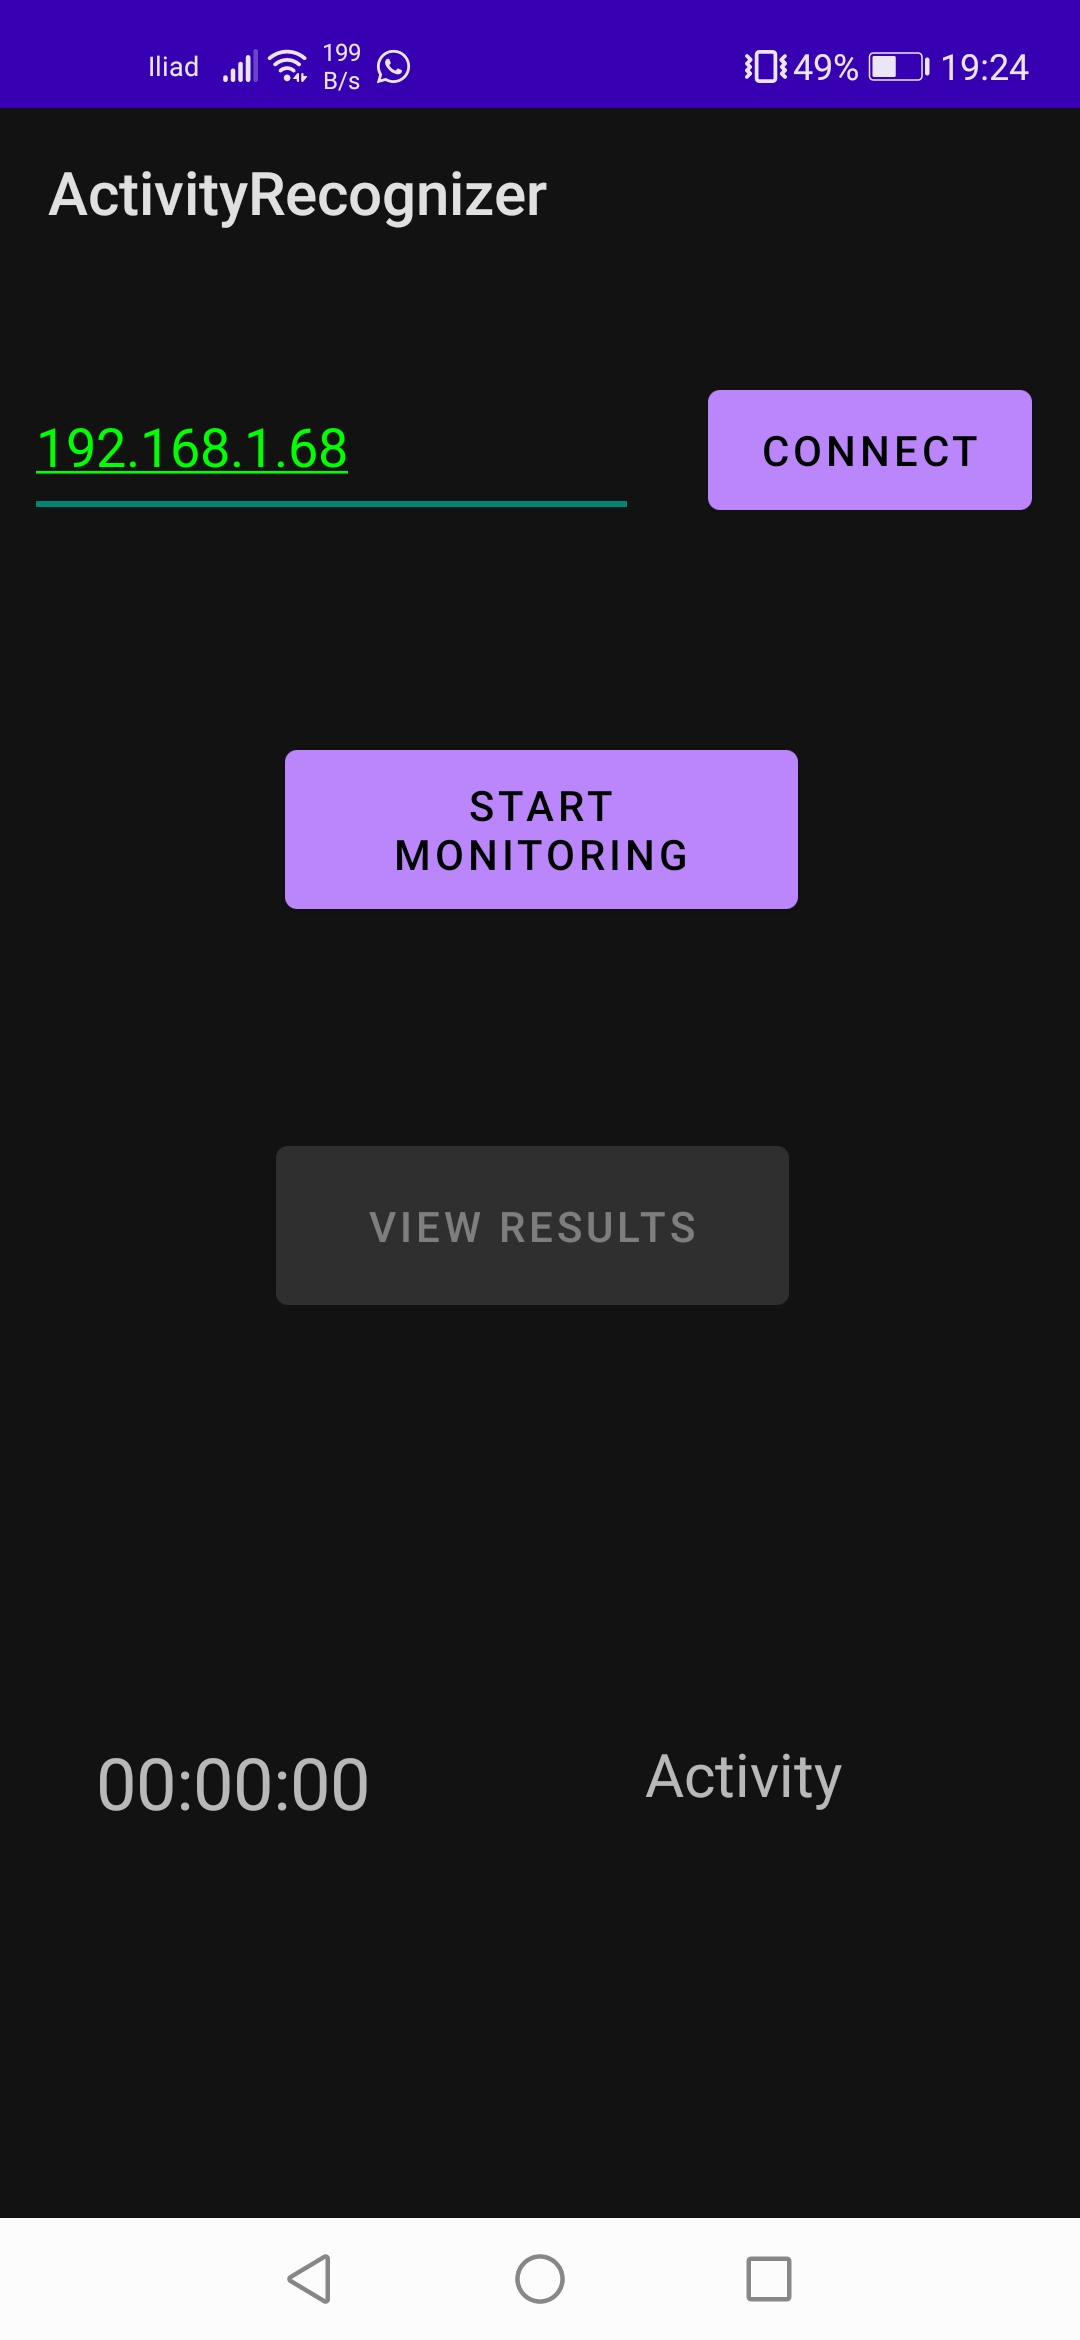 Iliad 199 B/s 49% 19:24
ActivityRecognizer
192.168.1.68 CONNECT
START
MONITORING
VIEW RESULTS
00:00:00 Activity